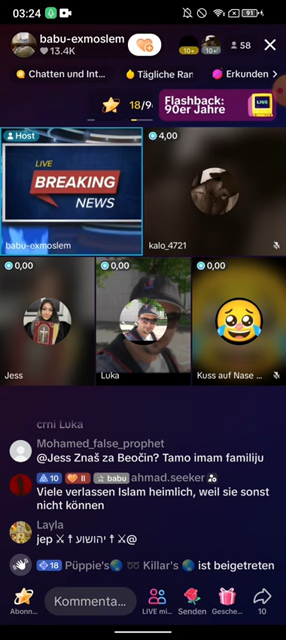 03:24
91%
babu-exmoslem
13.4K
10+
10+
58
Chatten und Int...
Tägliche Ran
Erkunden
18/9
Flashback:
90er Jahre
LIVE
Host
4,00
LIVE
BREAKING
NEWS
babu-exmoslem
kalo_4721
0,00
0,00
0,00
Jess
Luka
Kuss auf Nase ...
crni Luka
Mohamed_false_prophet
@Jess Znaš za Beočin? Tamo imam familiju
10 II babu ahmad.seeker
Viele verlassen Islam heimlich, weil sie sonst
nicht können
Layla
jep ⚔ † יהושוע † ⚔@
18 Püppie's Killar's ist beigetreten
Abonn...
Kommenta...
LIVE mi...
Senden
Gesche...
10